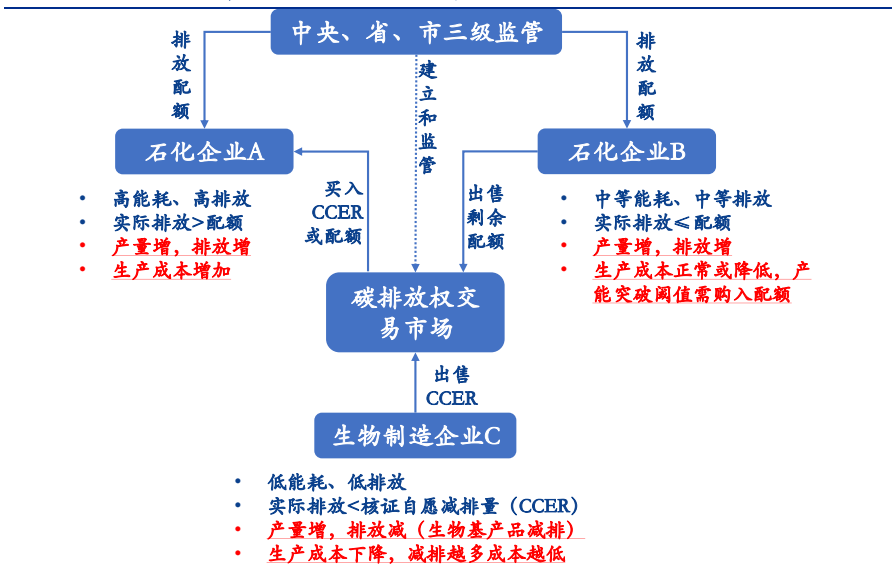 中央、省、市三级监管
排放配额
建立和监管
排放配额
石化企业A
石化企业B
• 高能耗、高排放
• 实际排放>配额
• 产量增，排放增
• 生产成本增加
买入
CCER
或配额
出售
剩余
配额
• 中等能耗、中等排放
• 实际排放≤配额
• 产量增，排放增
• 生产成本正常或降低，产
能突破阈值需购入配额
碳排放权交
易市场
出售
CCER
生物制造企业C
• 低能耗、低排放
• 实际排放<核证自愿减排量（CCER）
• 产量增，排放减（生物基产品减排）
• 生产成本下降，减排越多成本越低